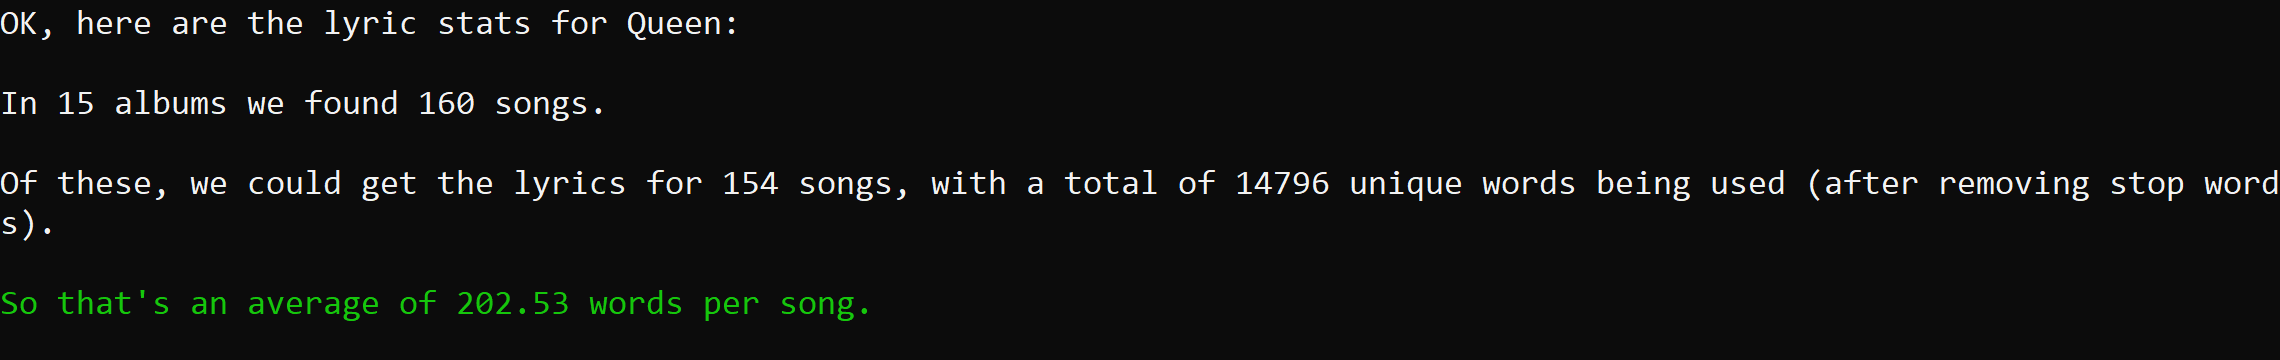 OK, here are the lyric stats for Queen:
In 15 albums we found 160 songs.
Of these, we could get the lyrics for 154 songs, with a total of 14796 unique words being used (after removing stop word
s).
So that's an average of 202.53 words per song.